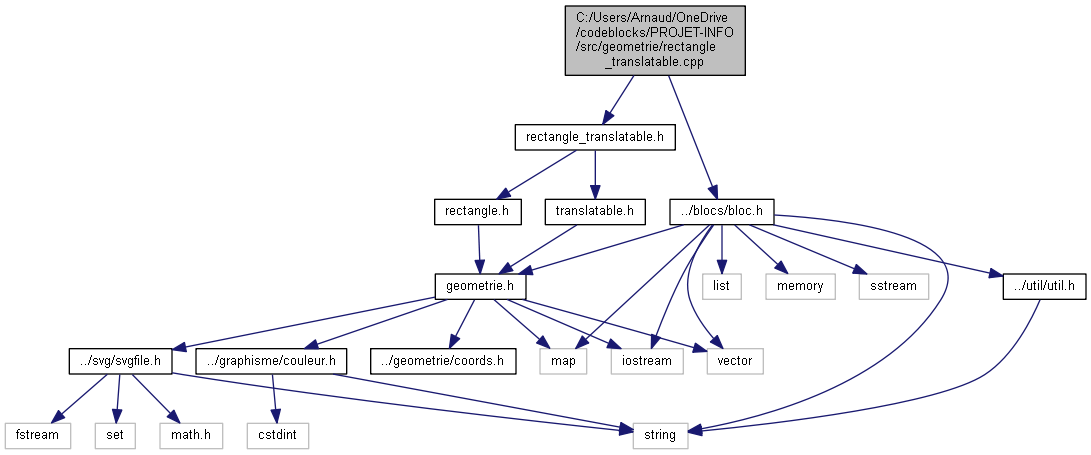 C:/Users/Arnaud/OneDrive
/codeblocks/PROJET-INFO
/src/geometrie/rectangle
_translatable.cpp
rectangle_translatable.h
rectangle.h
translatable.h
../blocs/bloc.h
geometrie.h
list
memory
sstream
../util/util.h
../svg/svgfile.h
../graphisme/couleur.h
../geometrie/coords.h
map
iostream
vector
fstream
set
math.h
cstdint
string